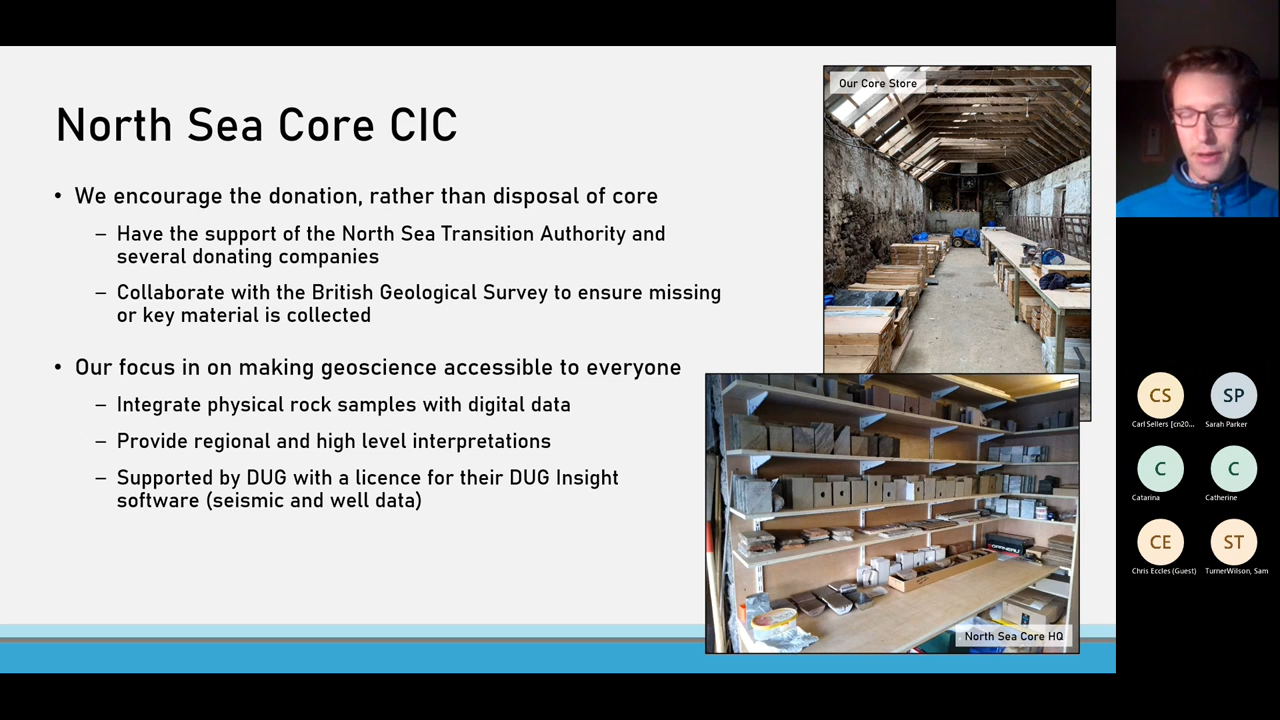 North Sea Core CIC
• We encourage the donation, rather than disposal of core
– Have the support of the North Sea Transition Authority and
several donating companies
– Collaborate with the British Geological Survey to ensure missing
or key material is collected
• Our focus in on making geoscience accessible to everyone
– Integrate physical rock samples with digital data
– Provide regional and high level interpretations
– Supported by DUG with a licence for their DUG Insight
software (seismic and well data)
Our Core Store
North Sea Core HQ
CS
SP
Carl Sellers [cn20...
Sarah Parker
C
C
Catarina
Catherine
CE
ST
Chris Eccles (Guest)
TurnerWilson, Sam